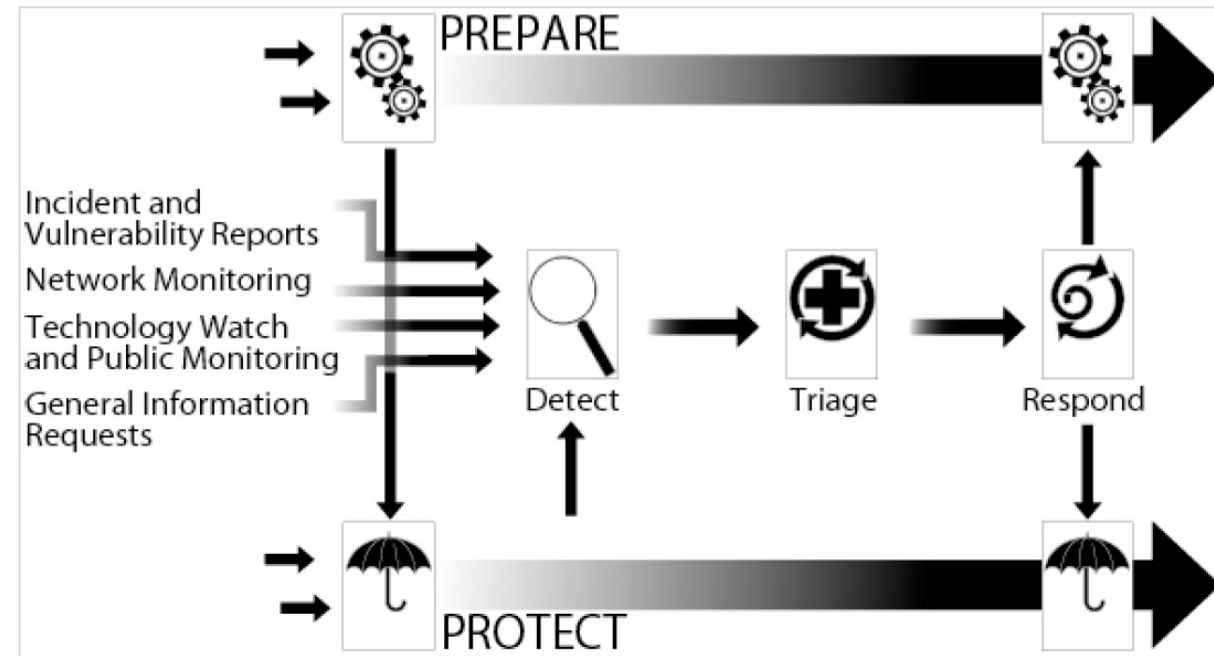 PREPARE
Incident and
Vulnerability Reports
Network Monitoring
Technology Watch
and Public Monitoring
General Information
Requests
Detect
Triage
Respond
PROTECT